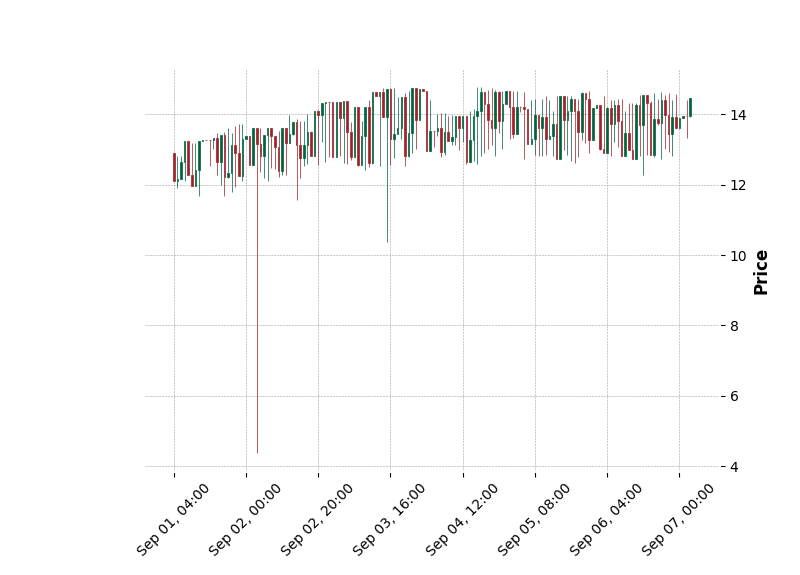 14
12
10
8
6
4
Price
Sep 01, 04:00
Sep 02, 00:00
Sep 02, 20:00
Sep 03, 16:00
Sep 04, 12:00
Sep 05, 08:00
Sep 06, 04:00
Sep 07, 00:00